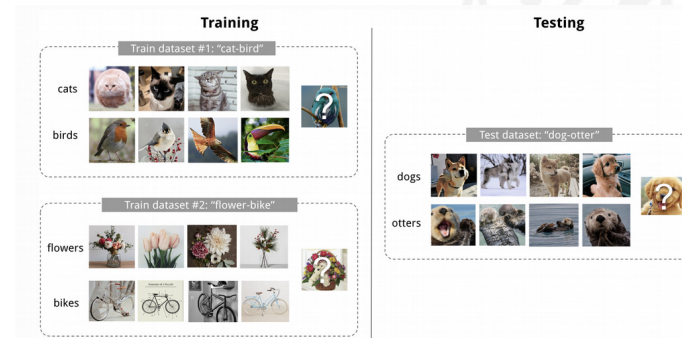 Training
Testing
Train dataset #1: “cat-bird”
cats
?
birds
Test dataset: “dog-otter”
dogs
?
otters
Train dataset #2: “flower-bike”
flowers
?
bikes